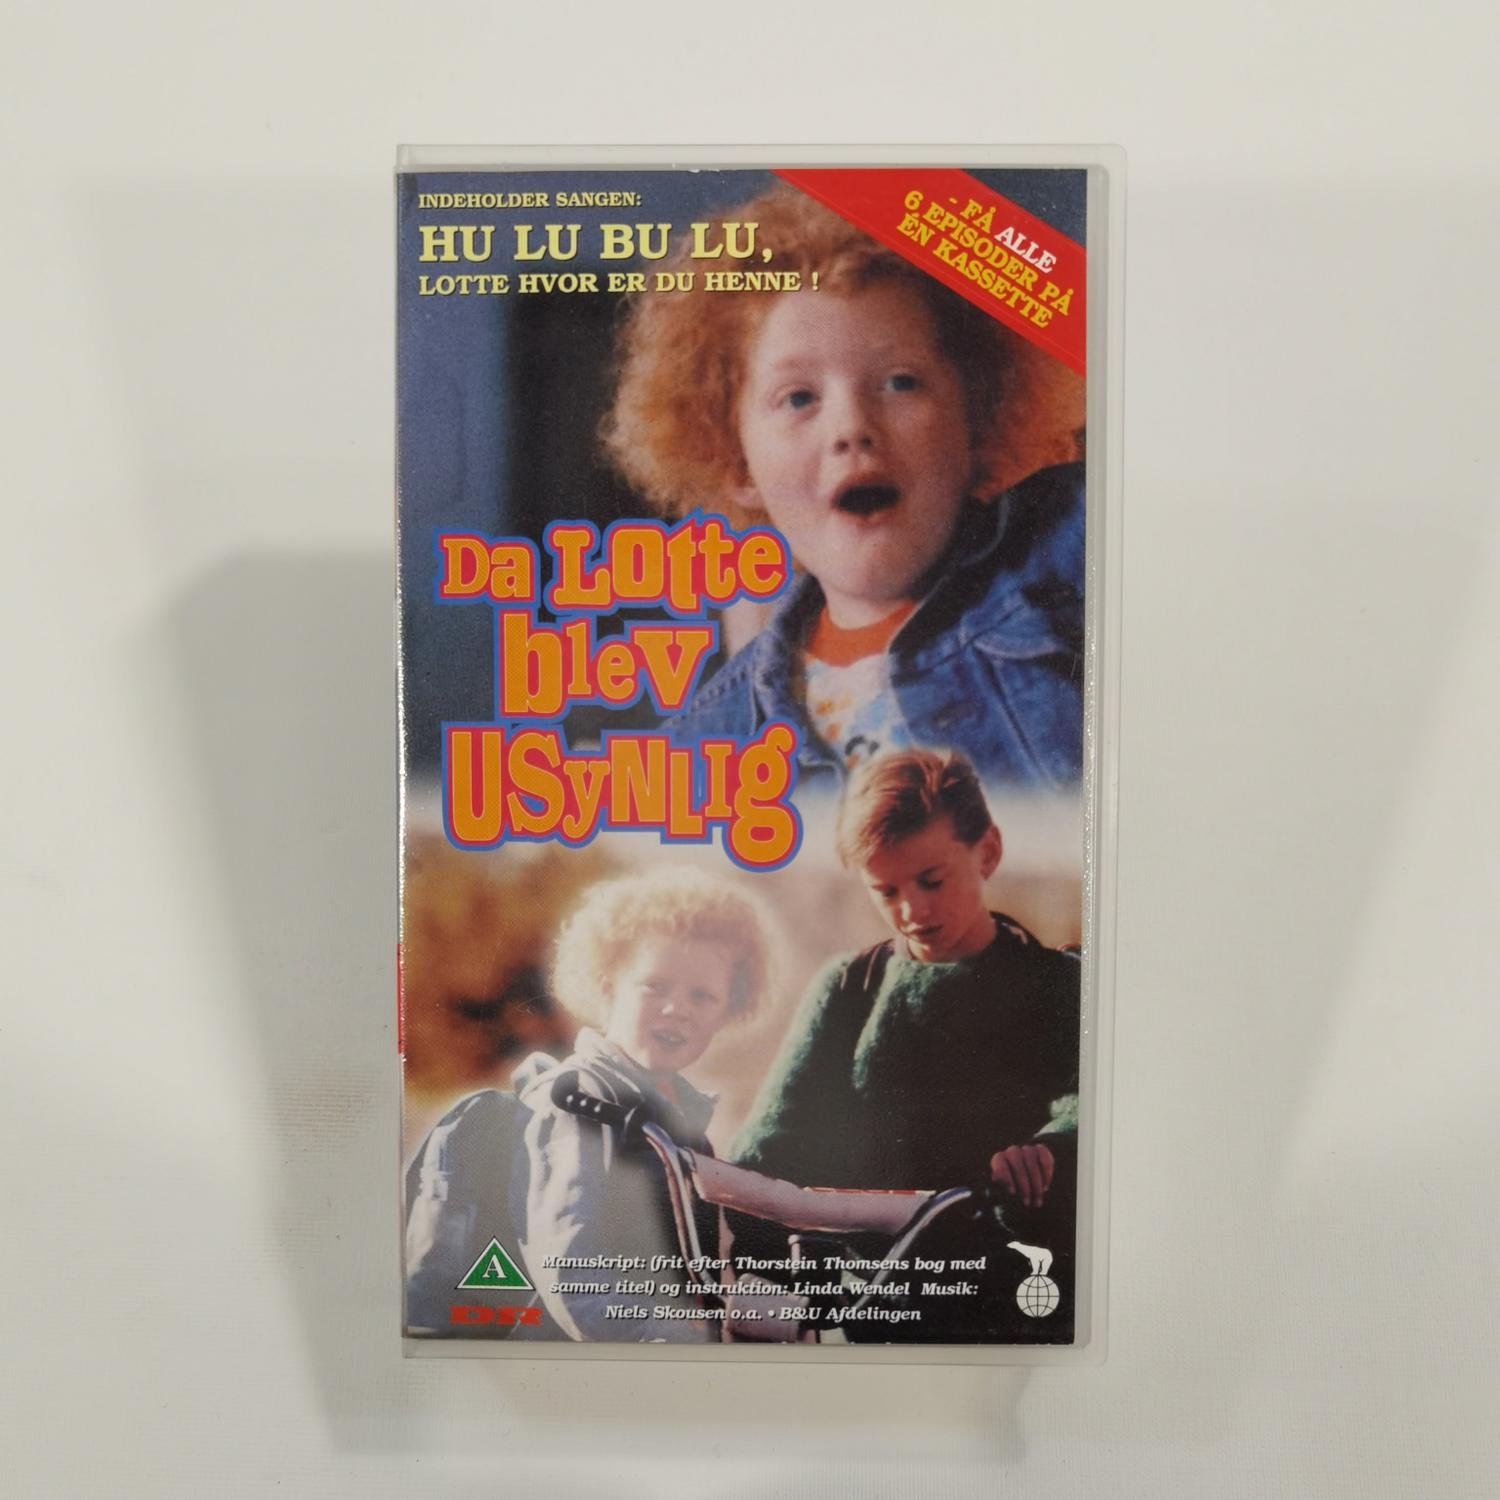 INDEHOLDER SANGEN:
HU LU BU LU,
LOTTE HVOR ER DU HENNE !
- FÅ ALLE
6 EPISODER PÅ
ÉN KASSETTE
Da LOtte
blev
USyNLIg
A
DR
Manuskript: (frit efter Thorstein Thomsens bog med
samme titel) og instruktion: Linda Wendel Musik:
Niels Skousen o.a. • B&U Afdelingen